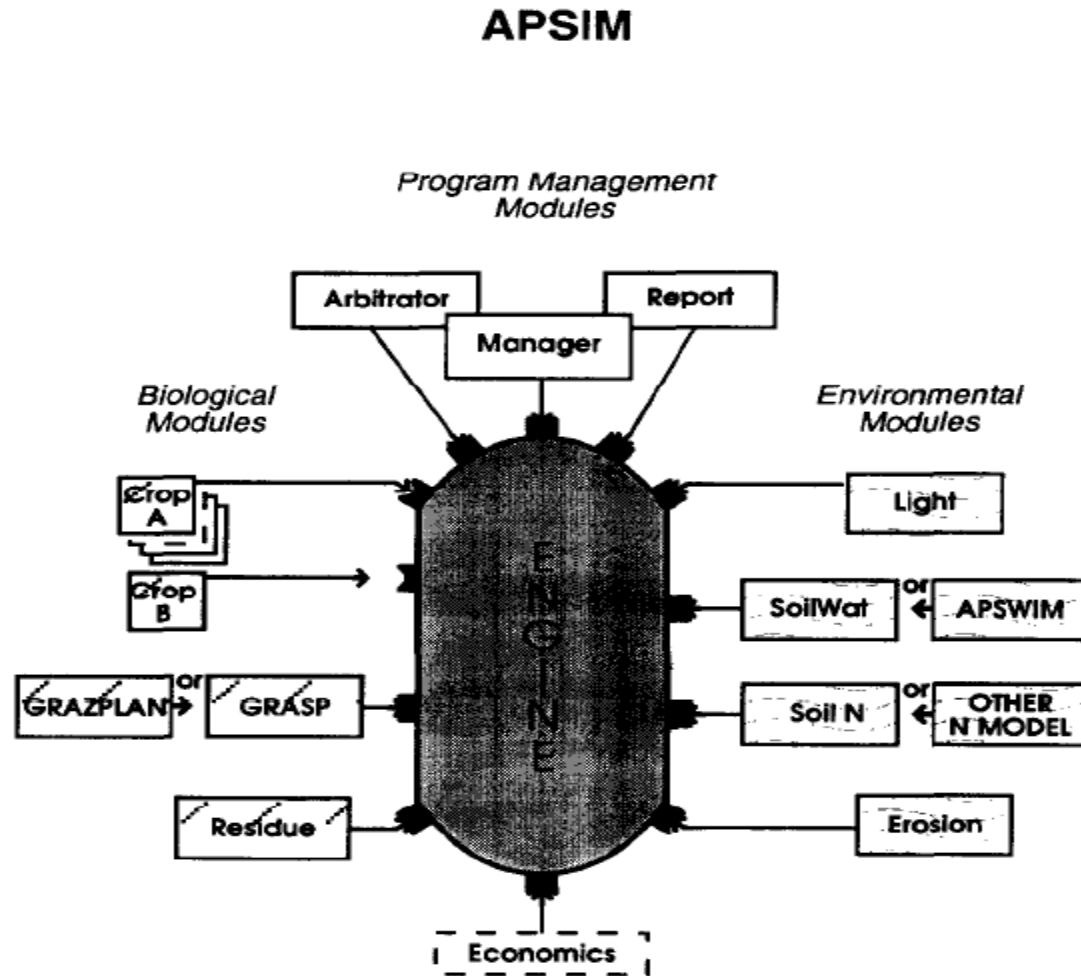 APSIM
Program Management
Modules
Arbitrator
Report
Manager
Biological
Modules
Environmental
Modules
Crop
A
Light
Crop
B
SoilWat
or
APSWIM
GRAZPLAN
or
GRASP
Soil N
or
OTHER
N MODEL
Residue
Erosion
ENGINE
Economics